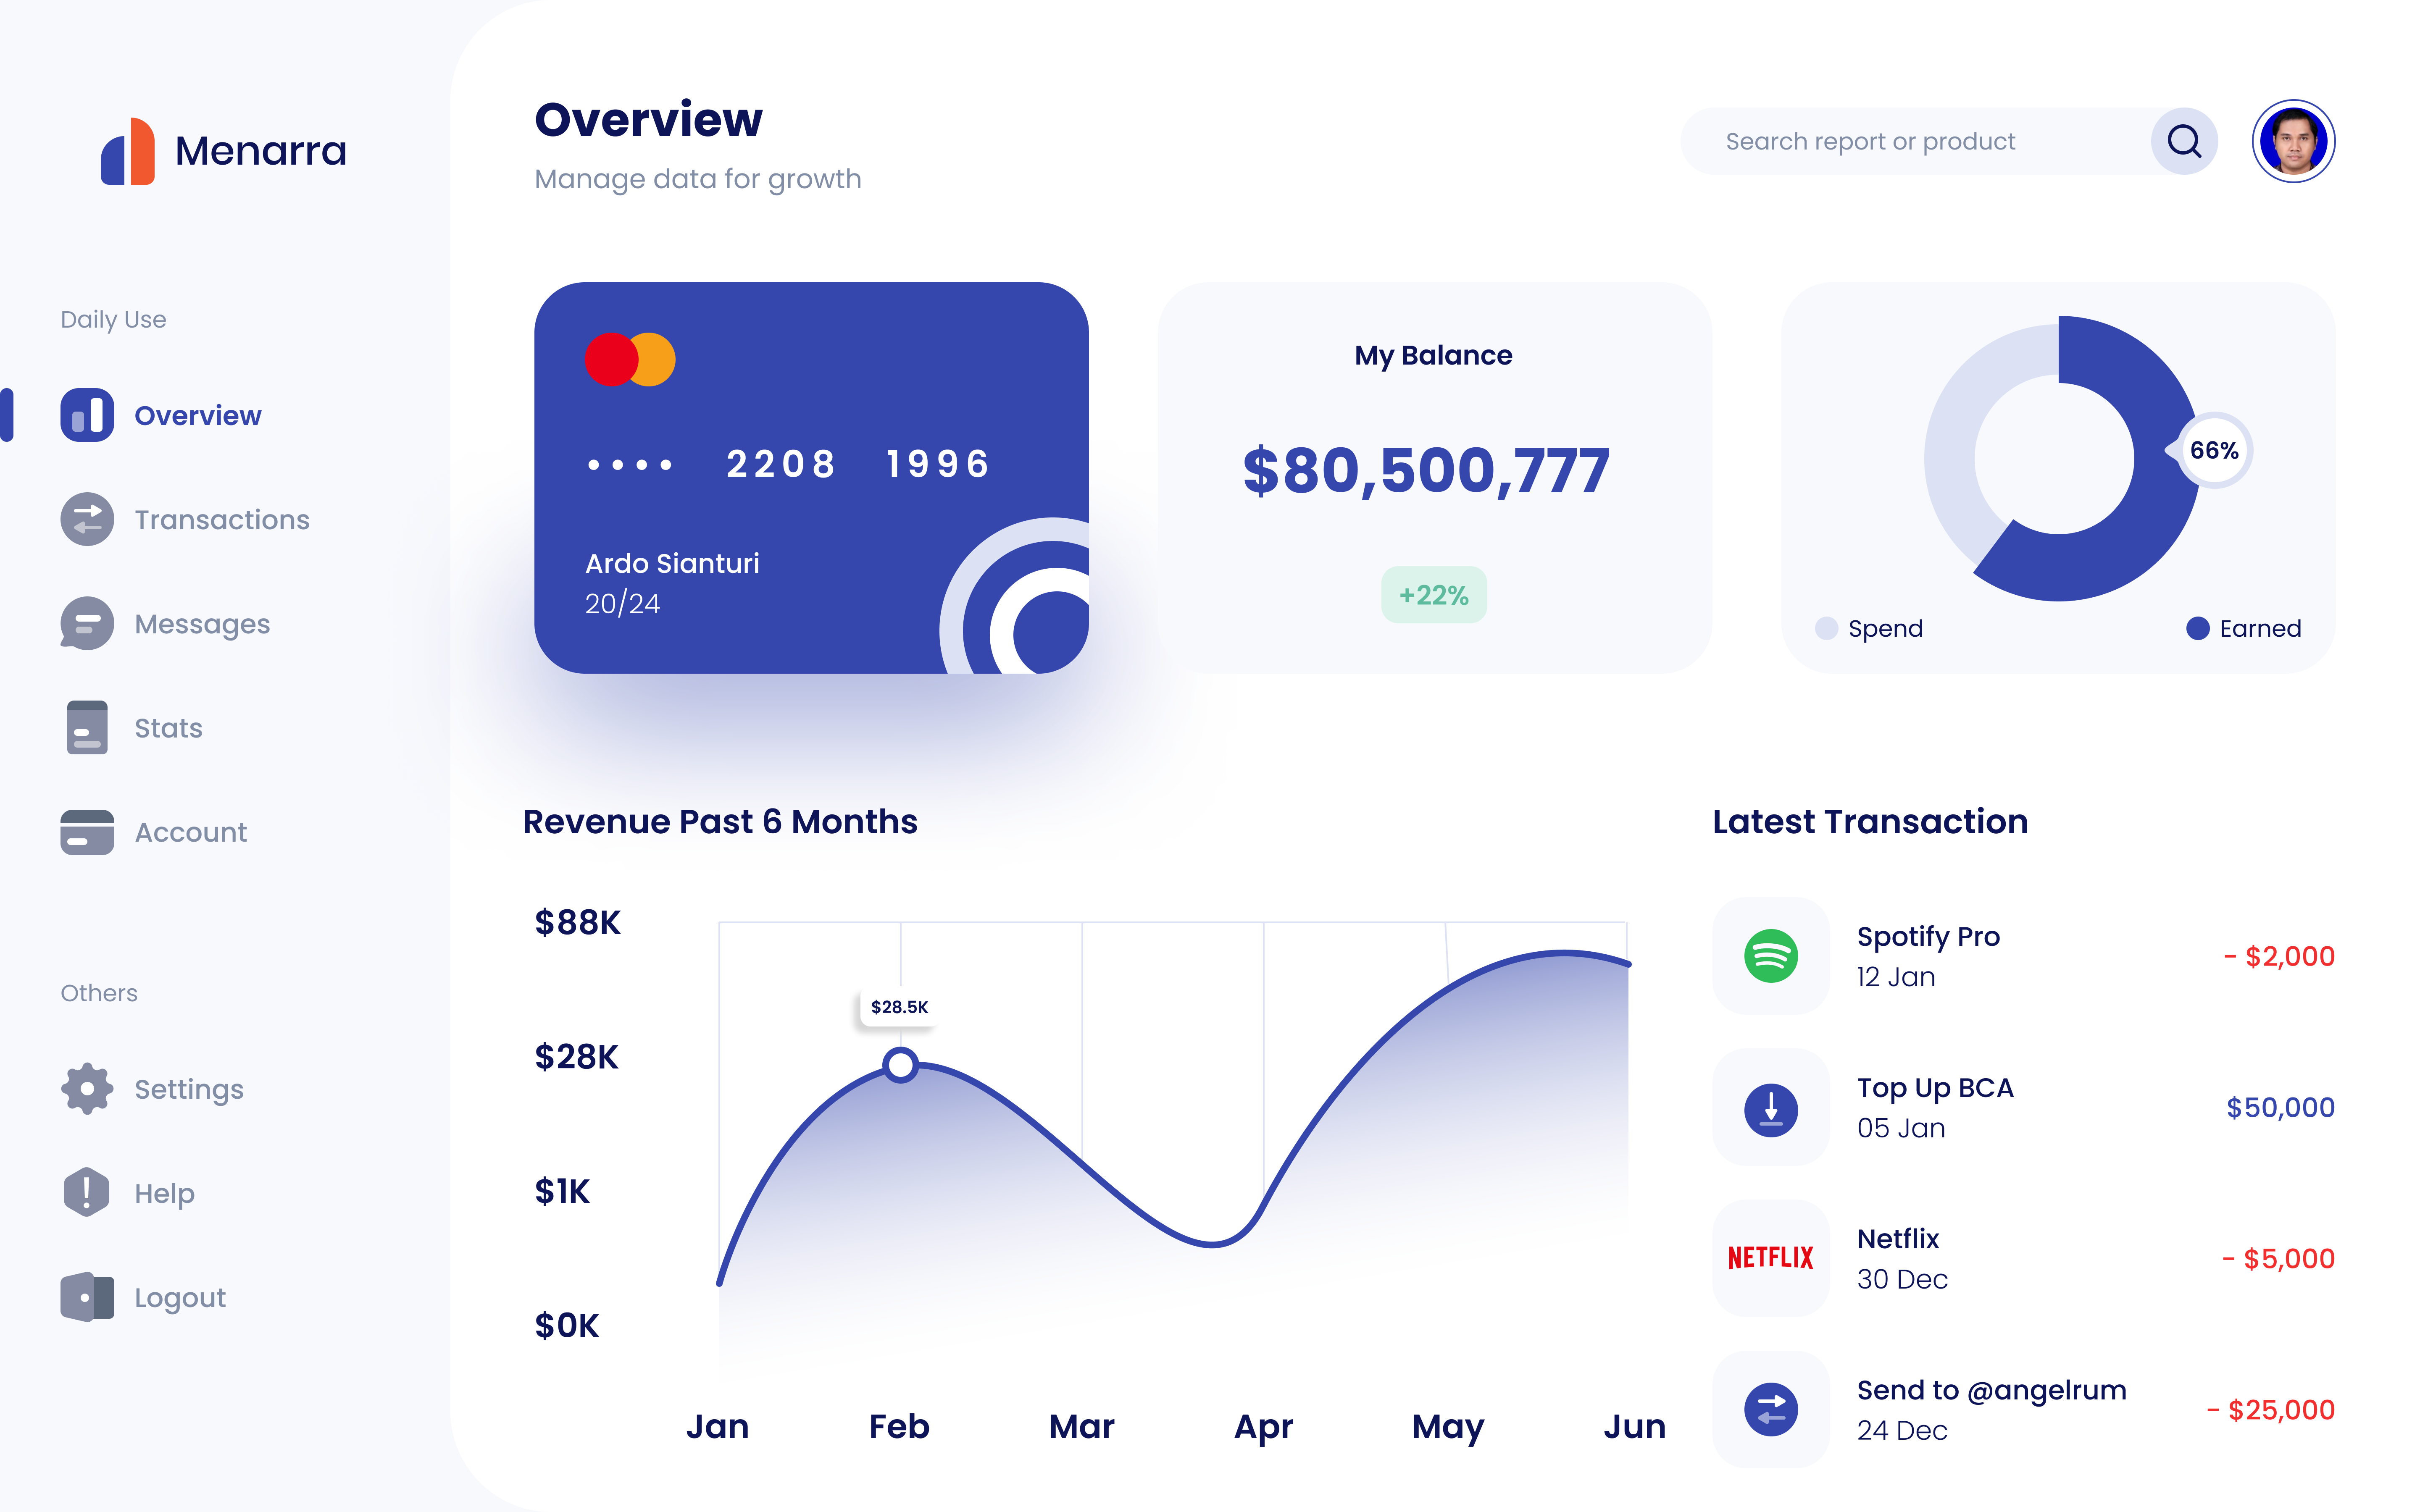 Menarra
Daily Use
Overview
Transactions
Messages
Stats
Account
Others
Settings
Help
Logout
Overview
Manage data for growth
Search report or product
•••• 2208 1996
Ardo Sianturi
20/24
My Balance
$80,500,777
+22%
66%
Spend
Earned
Revenue Past 6 Months
$88K
$28K
$1K
$0K
$28.5K
Jan Feb Mar Apr May Jun
Latest Transaction
Spotify Pro
12 Jan
- $2,000
Top Up BCA
05 Jan
$50,000
NETFLIX
Netflix
30 Dec
- $5,000
Send to @angelrum
24 Dec
- $25,000